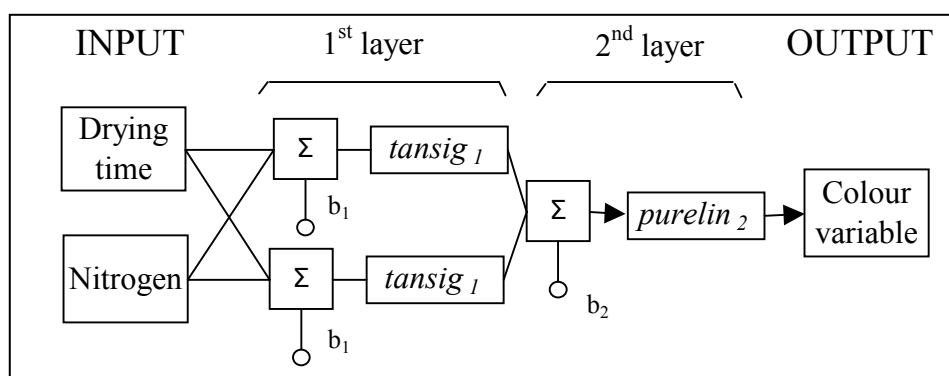 INPUT
1st layer
2nd layer
OUTPUT
Drying
time
Σ
tansig 1
b1
Nitrogen
Σ
tansig 1
b1
Σ
b2
purelin 2
Colour
variable